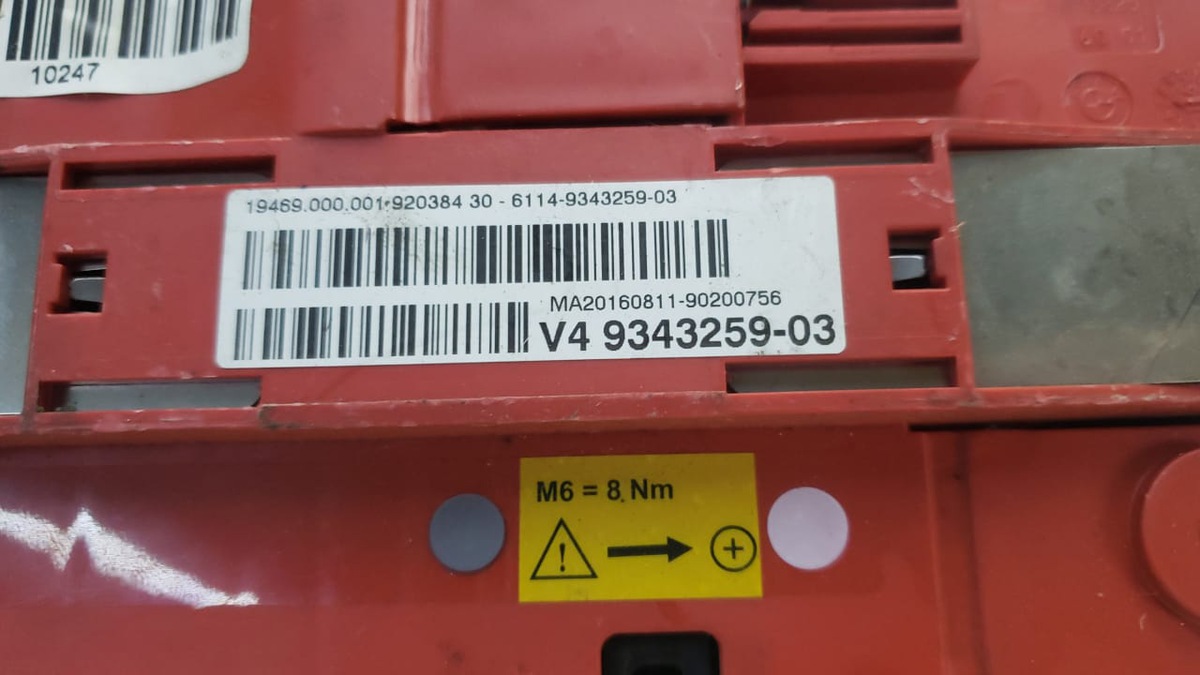 10247
19469.000.001-920384 30 - 6114-9343259-03
MA20160811-90200756
V4 9343259-03
M6 = 8 Nm